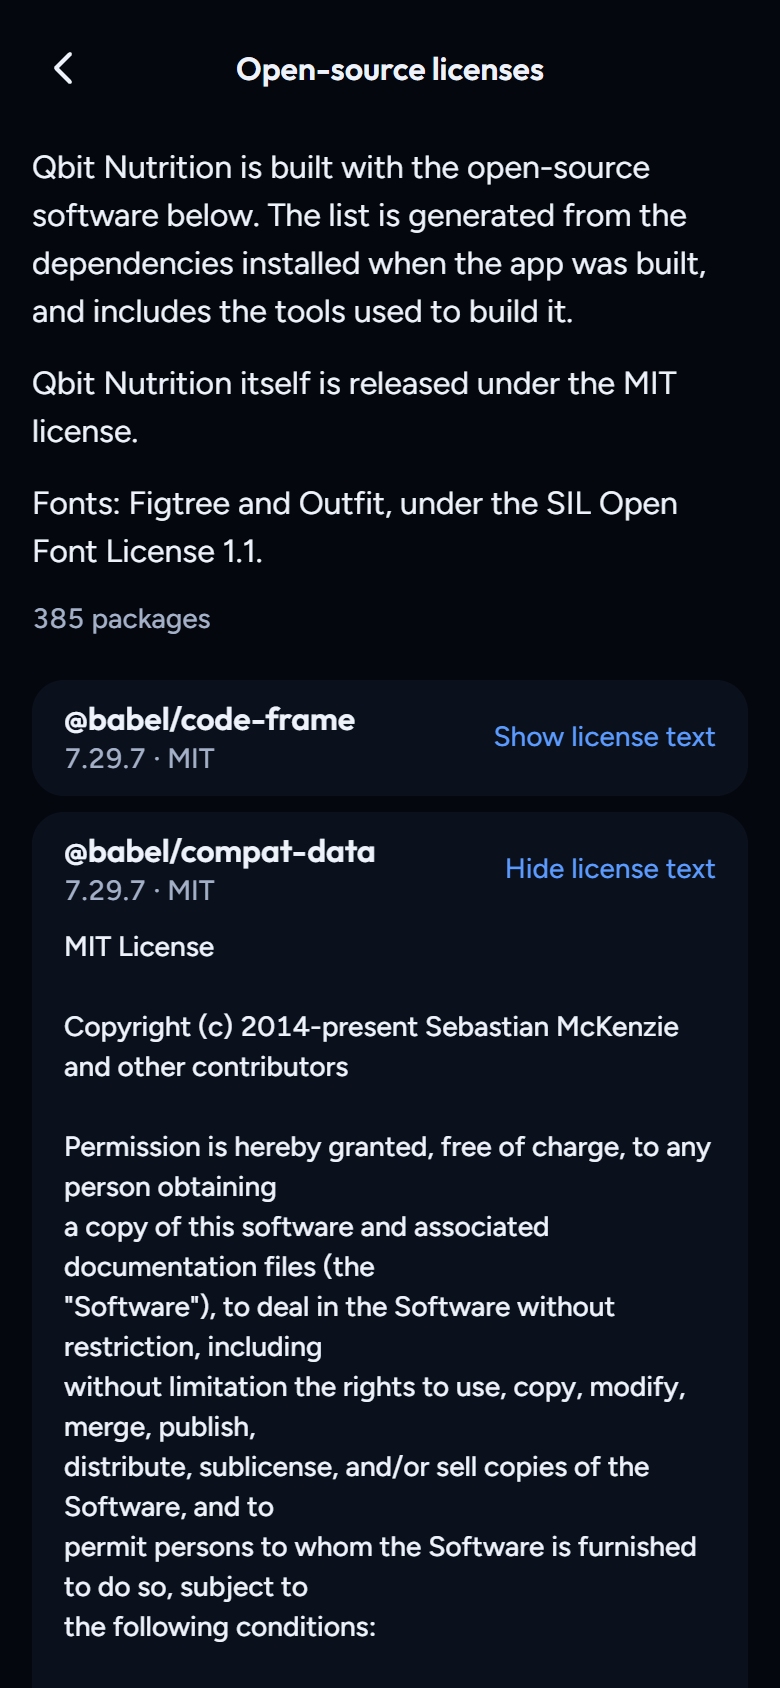 Open-source licenses
Qbit Nutrition is built with the open-source
software below. The list is generated from the
dependencies installed when the app was built,
and includes the tools used to build it.
Qbit Nutrition itself is released under the MIT
license.
Fonts: Figtree and Outfit, under the SIL Open
Font License 1.1.
385 packages
@babel/code-frame
7.29.7 · MIT
Show license text
@babel/compat-data
7.29.7 · MIT
Hide license text
MIT License
Copyright (c) 2014-present Sebastian McKenzie
and other contributors
Permission is hereby granted, free of charge, to any
person obtaining
a copy of this software and associated
documentation files (the
"Software"), to deal in the Software without
restriction, including
without limitation the rights to use, copy, modify,
merge, publish,
distribute, sublicense, and/or sell copies of the
Software, and to
permit persons to whom the Software is furnished
to do so, subject to
the following conditions: